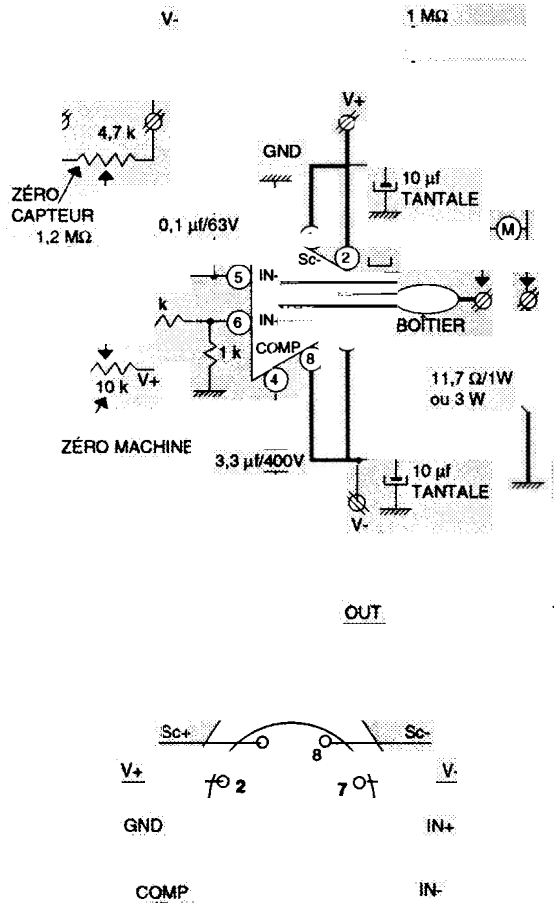 V-
1 MΩ
V+
4,7 k
GND
10 µf
TANTALE
ZÉRO
CAPTEUR
1,2 MΩ
0,1 µf/63V
M
Sc-
2
5
IN-
k
6
IN-
BOÎTIER
1 k
COMP
8
4
10 k
V+
11,7 Ω/1W
ou 3 W
ZÉRO MACHINE
3,3 µf/400V
10 µf
TANTALE
V-
OUT
Sc+
Sc-
8
V+
2
7
V-
GND
IN+
COMP
IN-